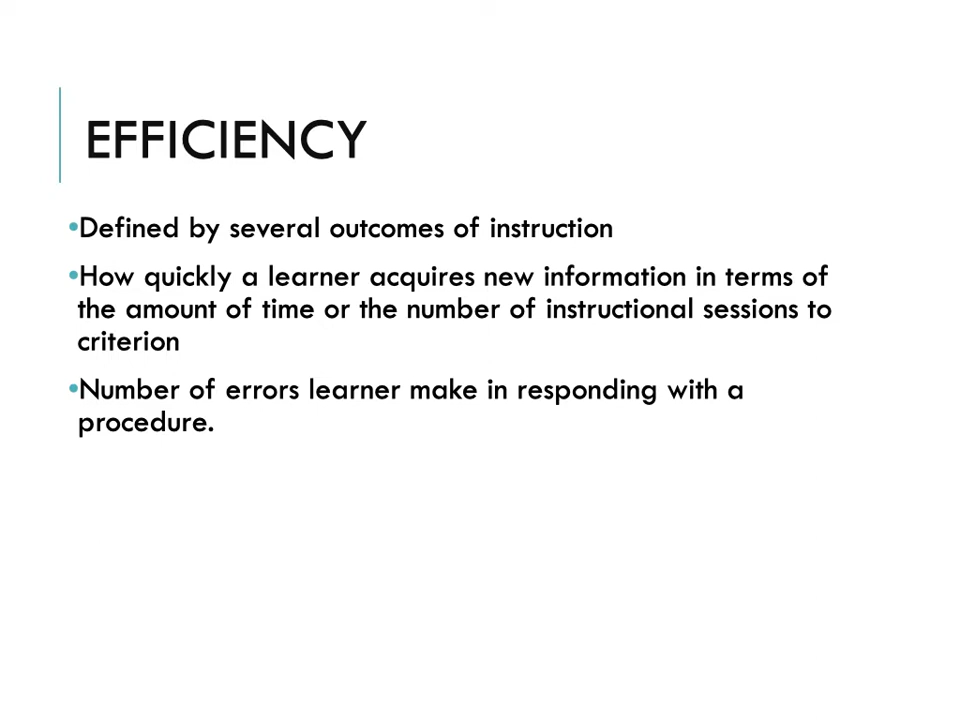 EFFICIENCY
•Defined by several outcomes of instruction
•How quickly a learner acquires new information in terms of
the amount of time or the number of instructional sessions to
criterion
•Number of errors learner make in responding with a
procedure.